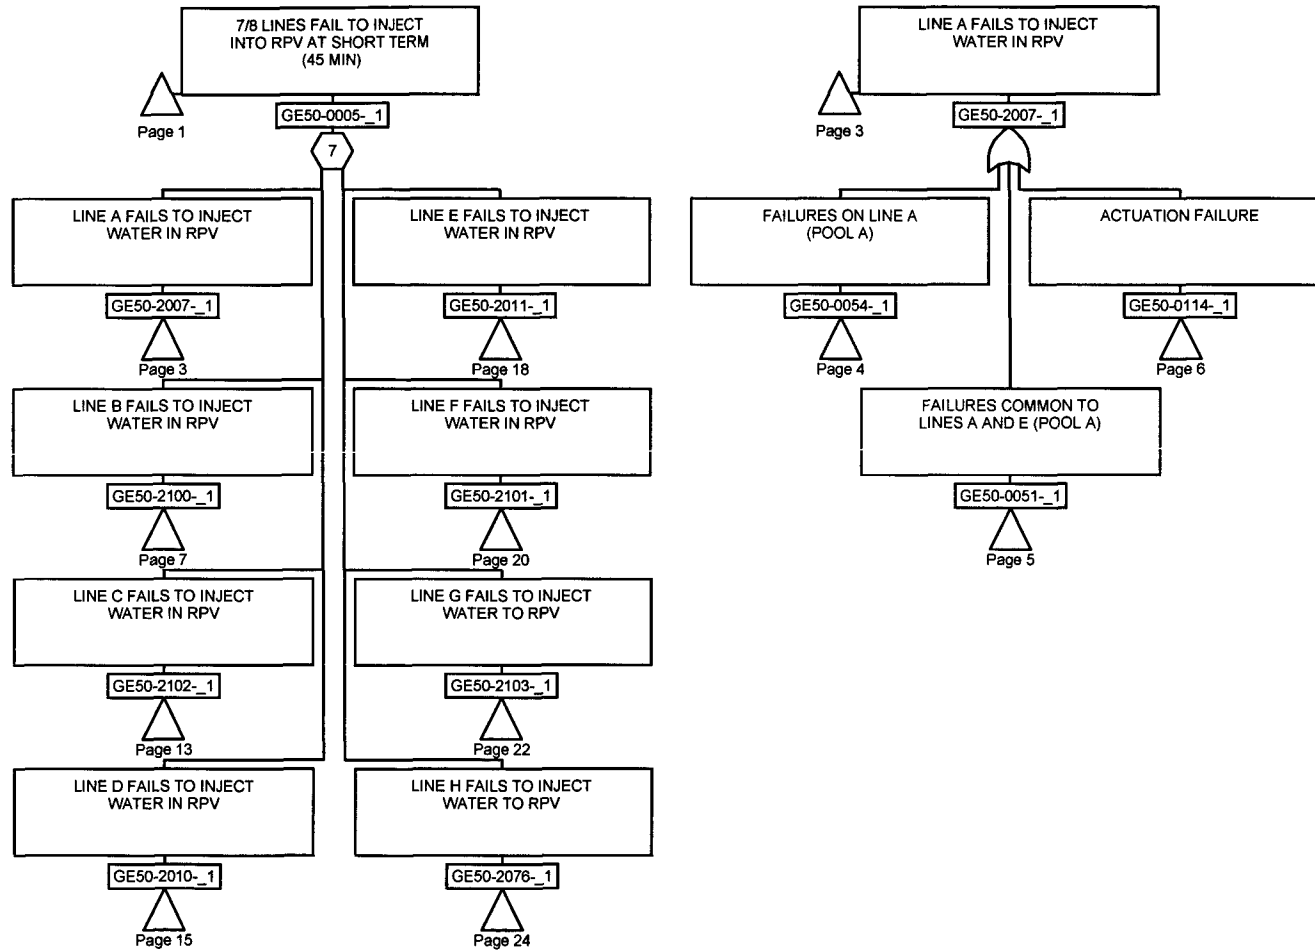 7/8 LINES FAIL TO INJECT
INTO RPV AT SHORT TERM
(45 MIN)
Page 1
GE50-0005-_1
7
LINE A FAILS TO INJECT
WATER IN RPV
GE50-2007-_1
Page 3
LINE E FAILS TO INJECT
WATER IN RPV
GE50-2011-_1
Page 18
LINE B FAILS TO INJECT
WATER IN RPV
GE50-2100-_1
Page 7
LINE F FAILS TO INJECT
WATER IN RPV
GE50-2101-_1
Page 20
LINE C FAILS TO INJECT
WATER IN RPV
GE50-2102-_1
Page 13
LINE G FAILS TO INJECT
WATER TO RPV
GE50-2103-_1
Page 22
LINE D FAILS TO INJECT
WATER IN RPV
GE50-2010-_1
Page 15
LINE H FAILS TO INJECT
WATER TO RPV
GE50-2076-_1
Page 24
LINE A FAILS TO INJECT
WATER IN RPV
Page 3
GE50-2007-_1
FAILURES ON LINE A
(POOL A)
GE50-0054-_1
Page 4
ACTUATION FAILURE
GE50-0114-_1
Page 6
FAILURES COMMON TO
LINES A AND E (POOL A)
GE50-0051-_1
Page 5